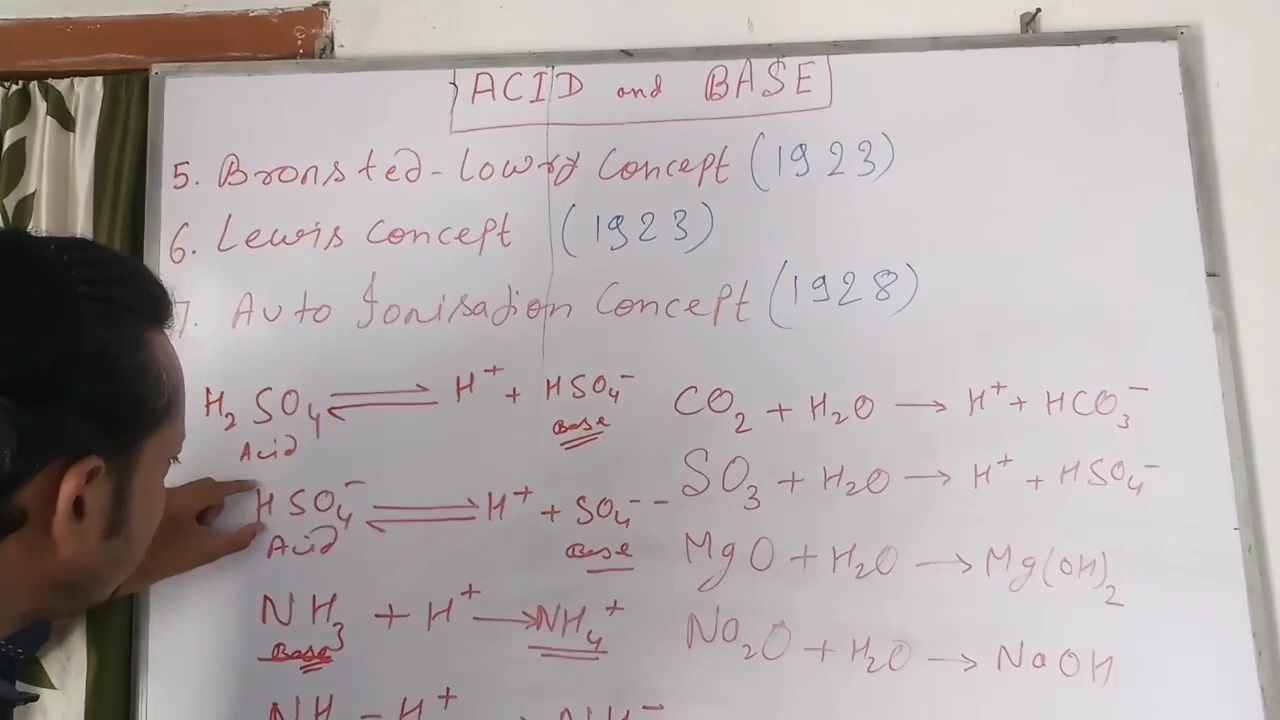 ACID and BASE
5. Bronsted-Lowry Concept (1923)
6. Lewis Concept (1923)
7. Auto Ionisation Concept (1928)
H₂SO₄ ⇌ H⁺ + HSO₄⁻
Acid Base
HSO₄⁻ ⇌ H⁺ + SO₄⁻⁻
Acid Base
NH₃ + H⁺ → NH₄⁺
Base
NH – H⁺ → NH⁻
CO₂ + H₂O → H⁺ + HCO₃⁻
SO₃ + H₂O → H⁺ + HSO₄⁻
MgO + H₂O → Mg(OH)₂
Na₂O + H₂O → NaOH